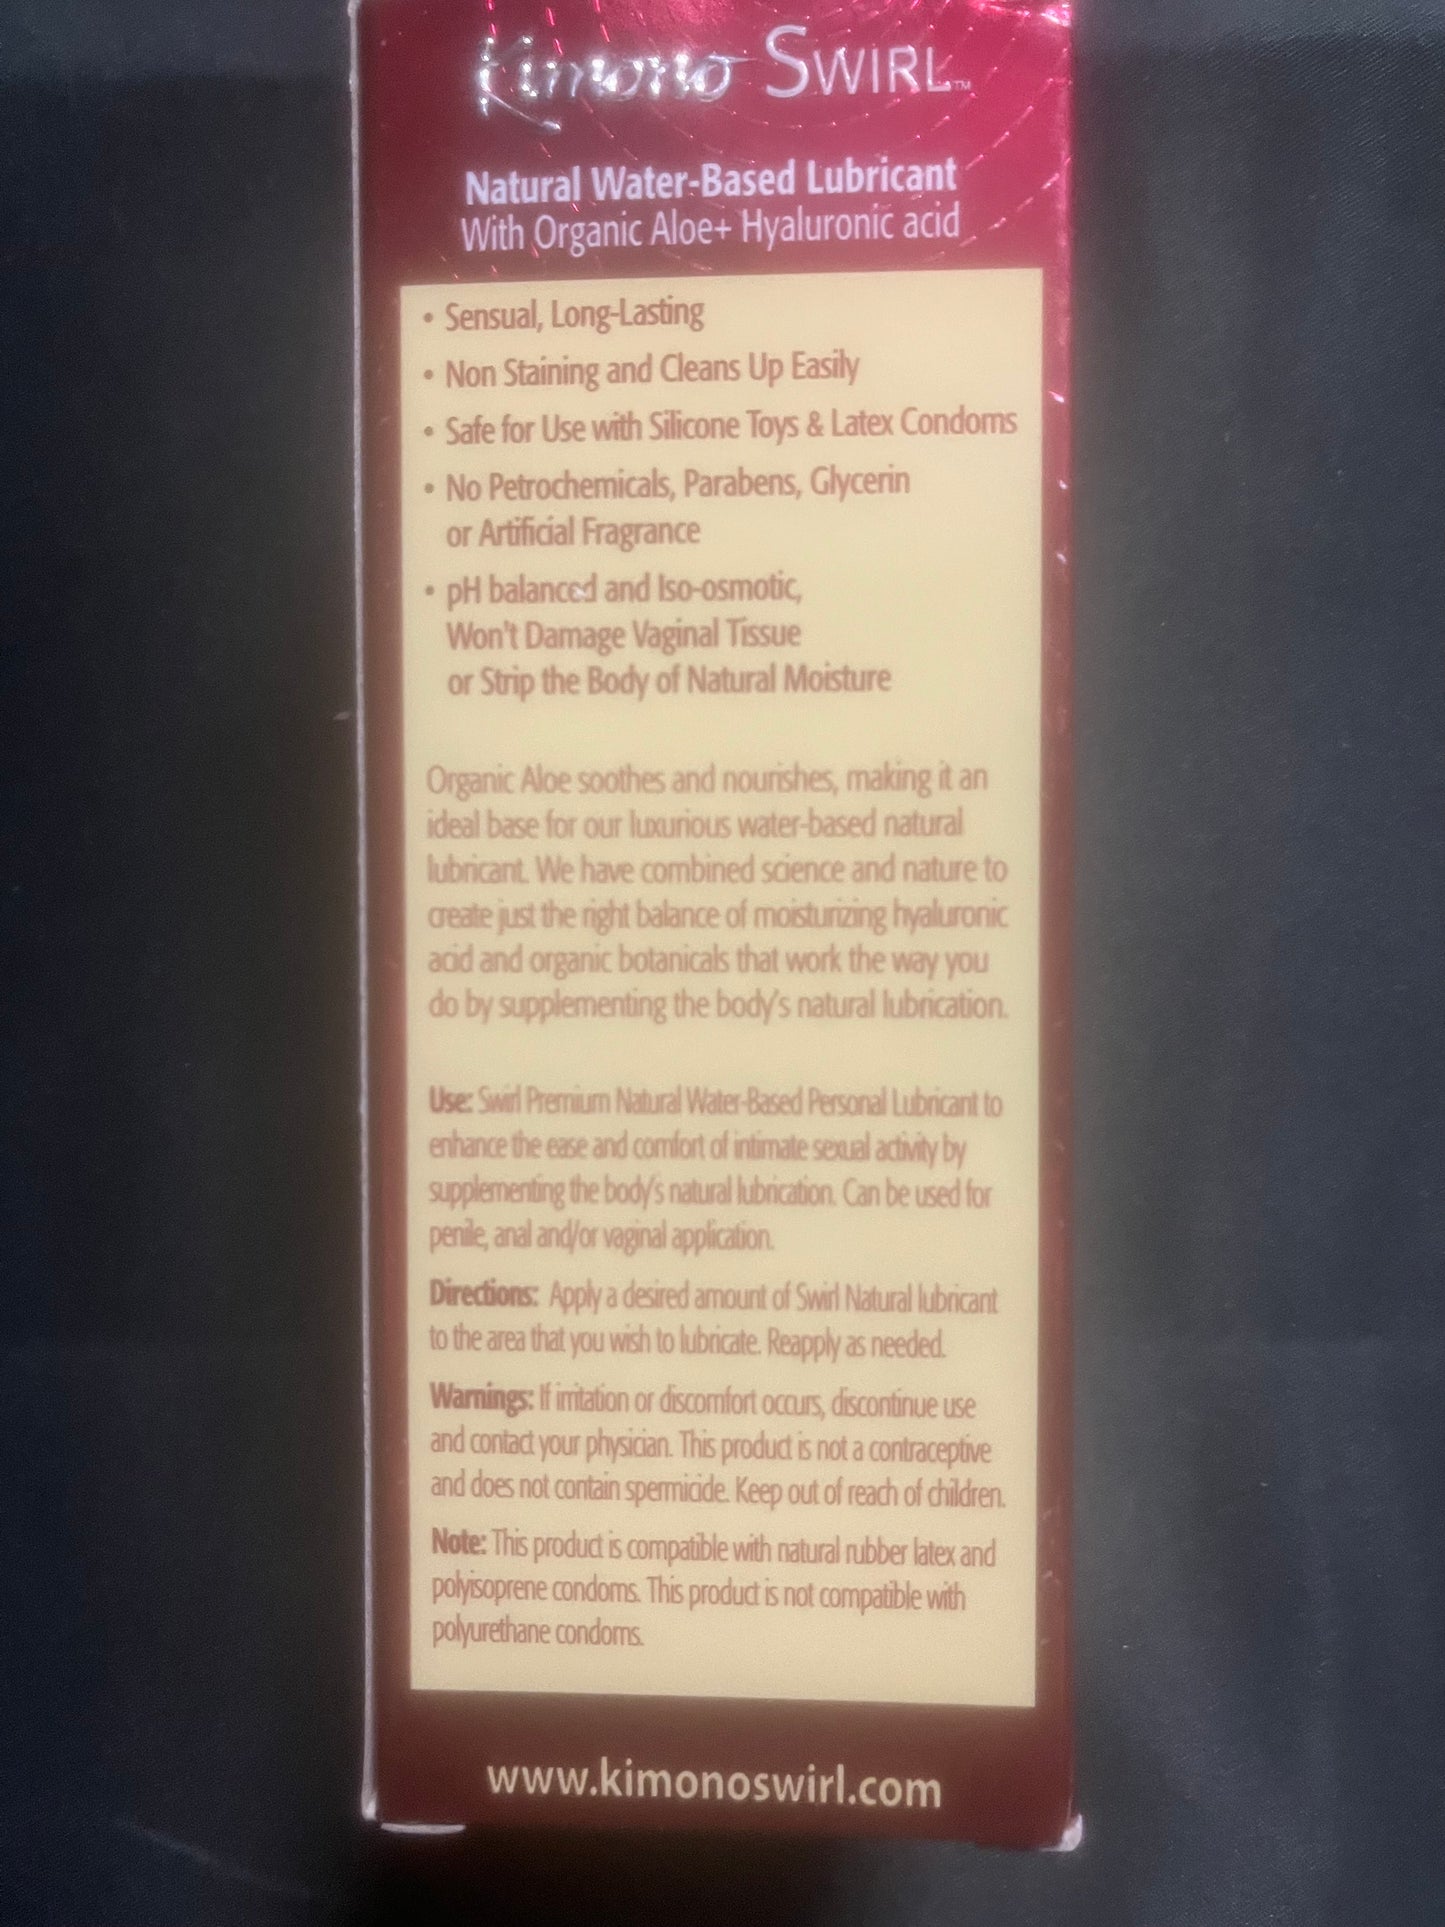 Kimono SWIRL™
Natural Water-Based Lubricant
With Organic Aloe+ Hyaluronic acid
• Sensual, Long-Lasting
• Non Staining and Cleans Up Easily
• Safe for Use with Silicone Toys & Latex Condoms
• No Petrochemicals, Parabens, Glycerin
or Artificial Fragrance
• pH balanced and Iso-osmotic,
Won't Damage Vaginal Tissue
or Strip the Body of Natural Moisture
Organic Aloe soothes and nourishes, making it an
ideal base for our luxurious water-based natural
lubricant. We have combined science and nature to
create just the right balance of moisturizing hyaluronic
acid and organic botanicals that work the way you
do by supplementing the body's natural lubrication.
Use: Swirl Premium Natural Water-Based Personal Lubricant to
enhance the ease and comfort of intimate sexual activity by
supplementing the body's natural lubrication. Can be used for
penile, anal and/or vaginal application.
Directions: Apply a desired amount of Swirl Natural lubricant
to the area that you wish to lubricate. Reapply as needed.
Warnings: If irritation or discomfort occurs, discontinue use
and contact your physician. This product is not a contraceptive
and does not contain spermicide. Keep out of reach of children.
Note: This product is compatible with natural rubber latex and
polyisoprene condoms. This product is not compatible with
polyurethane condoms.
www.kimonoswirl.com